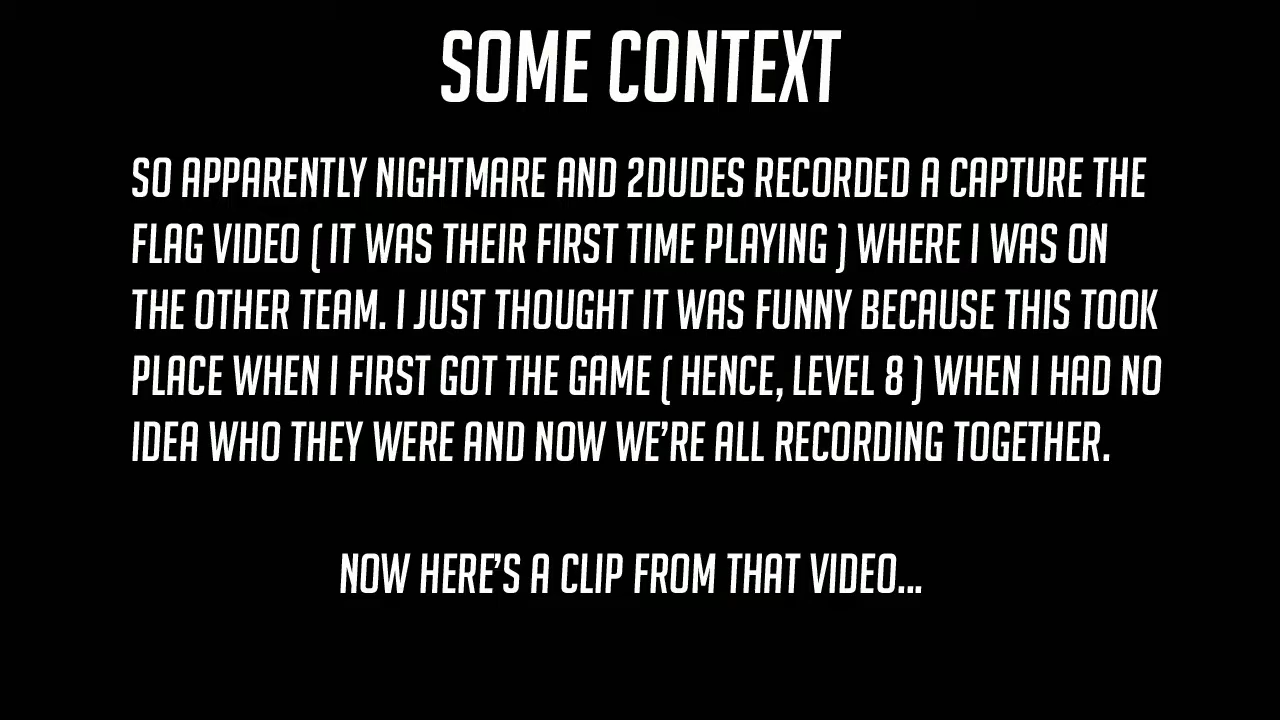 SOME CONTEXT
SO APPARENTLY NIGHTMARE AND 2DUDES RECORDED A CAPTURE THE
FLAG VIDEO ( IT WAS THEIR FIRST TIME PLAYING ) WHERE I WAS ON
THE OTHER TEAM. I JUST THOUGHT IT WAS FUNNY BECAUSE THIS TOOK
PLACE WHEN I FIRST GOT THE GAME ( HENCE, LEVEL 8 ) WHEN I HAD NO
IDEA WHO THEY WERE AND NOW WE’RE ALL RECORDING TOGETHER.
NOW HERE’S A CLIP FROM THAT VIDEO...